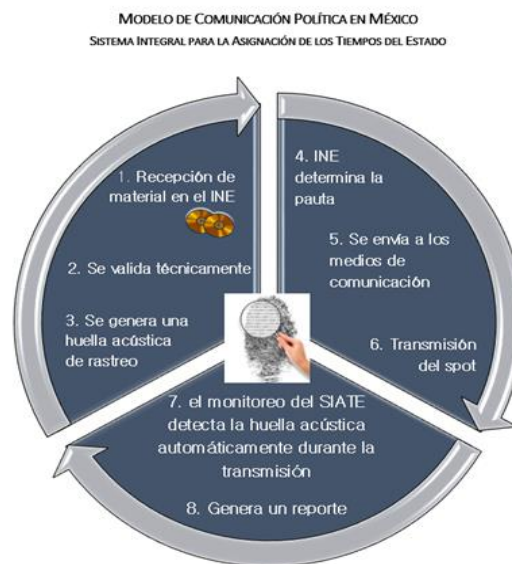 MODELO DE COMUNICACIÓN POLÍTICA EN MÉXICO
SISTEMA INTEGRAL PARA LA ASIGNACIÓN DE LOS TIEMPOS DEL ESTADO
1. Recepción de
material en el INE
2. Se valida técnicamente
3. Se genera una
huella acústica
de rastreo
4. INE
determina la
pauta
5. Se envía a los
medios de
comunicación
6. Transmisión
del spot
7. el monitoreo del SIATE
detecta la huella acústica
automáticamente durante la
transmisión
8. Genera un reporte